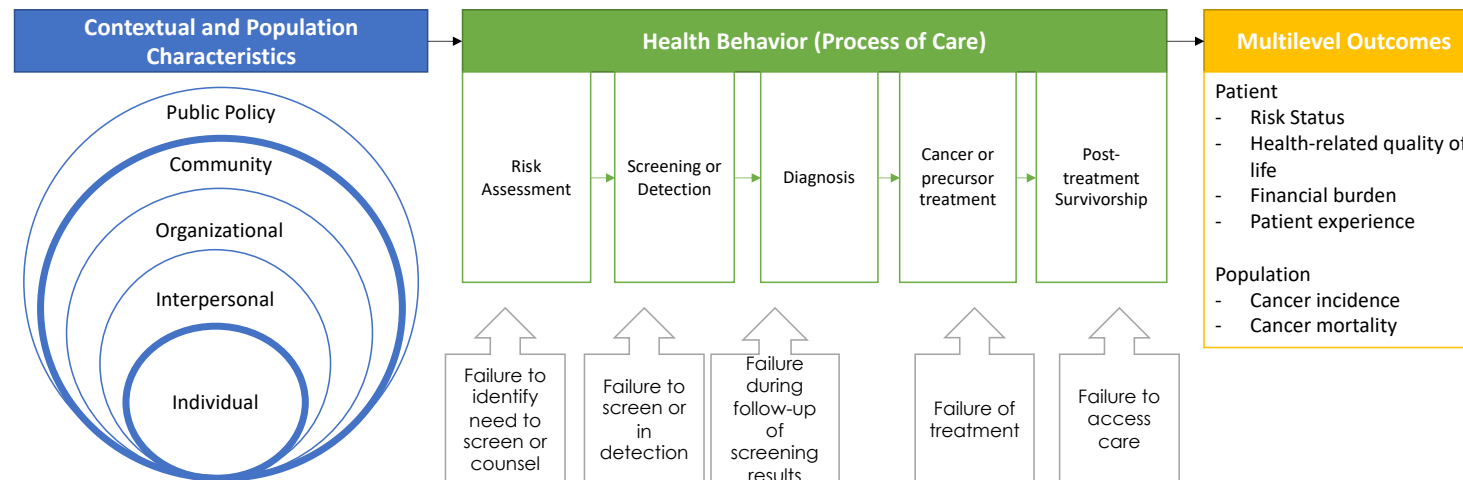 Contextual and Population
Characteristics
Public Policy
Community
Organizational
Interpersonal
Individual
Health Behavior (Process of Care)
Risk
Assessment
Screening or
Detection
Diagnosis
Cancer or
precursor
treatment
Post-
treatment
Survivorship
Failure to
identify
need to
screen or
counsel
Failure to
screen or
in
detection
Failure
during
follow-up
of
screening
results
Failure of
treatment
Failure to
access
care
Multilevel Outcomes
Patient
- Risk Status
- Health-related quality of
life
- Financial burden
- Patient experience
Population
- Cancer incidence
- Cancer mortality